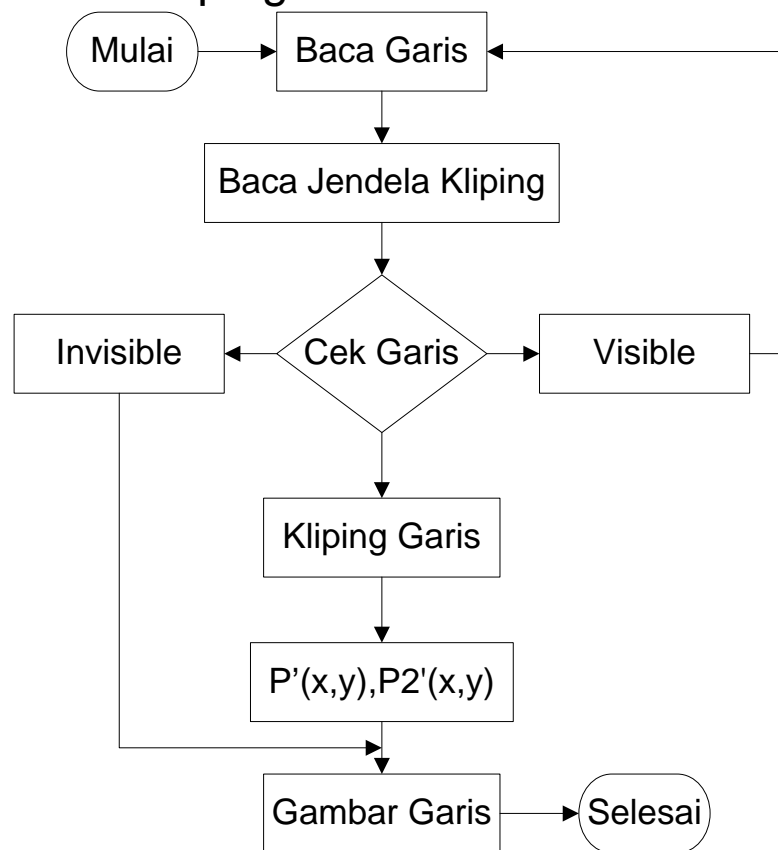 Mulai
Baca Garis
Baca Jendela Kliping
Invisible
Cek Garis
Visible
Kliping Garis
P’(x,y),P2'(x,y)
Gambar Garis
Selesai